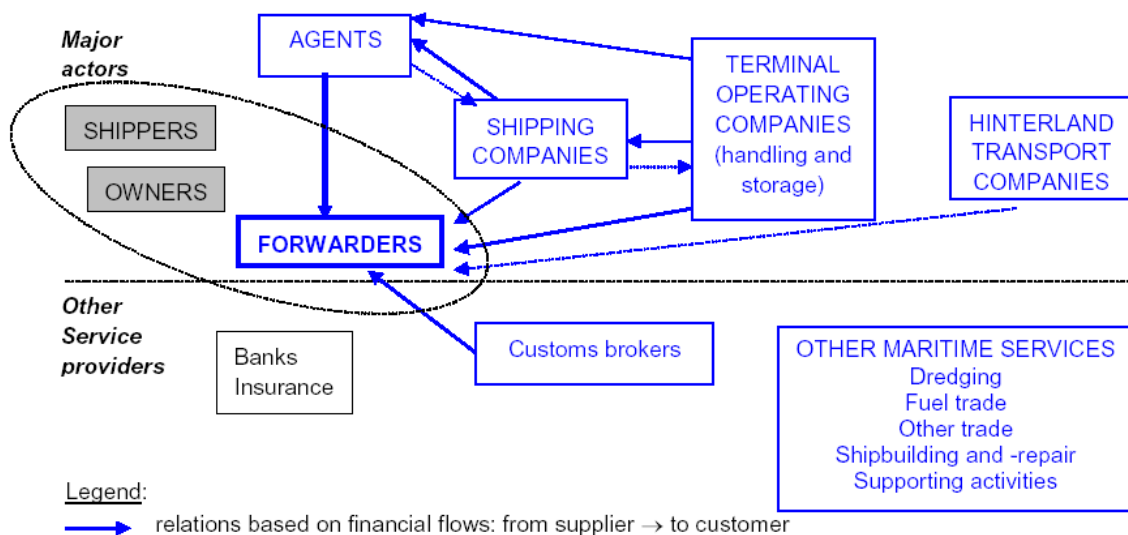 Major
actors
AGENTS
SHIPPERS
OWNERS
SHIPPING
COMPANIES
TERMINAL
OPERATING
COMPANIES
(handling and
storage)
HINTERLAND
TRANSPORT
COMPANIES
FORWARDERS
Other
Service
providers
Banks
Insurance
Customs brokers
OTHER MARITIME SERVICES
Dredging
Fuel trade
Other trade
Shipbuilding and -repair
Supporting activities
Legend:
relations based on financial flows: from supplier → to customer